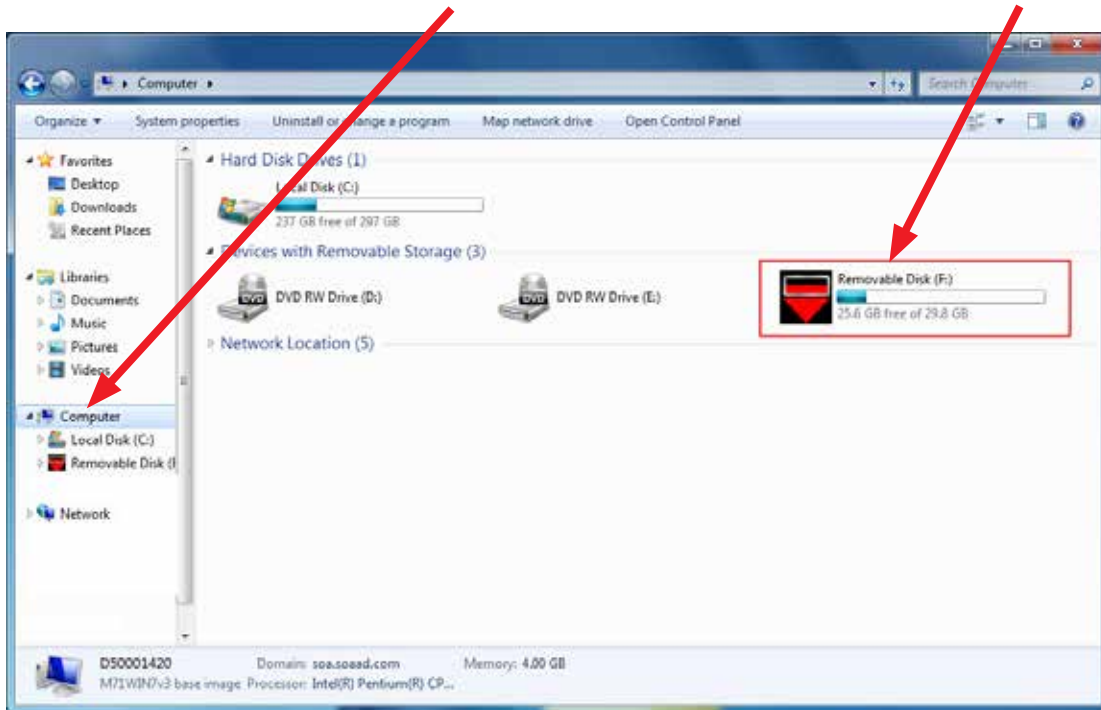 Computer
Search Computer
Organize System properties Uninstall or change a program Map network drive Open Control Panel
Favorites
Desktop
Downloads
Recent Places
Libraries
Documents
Music
Pictures
Videos
Computer
Local Disk (C:)
Removable Disk (F
Network
Hard Disk Drives (1)
Local Disk (C:)
237 GB free of 297 GB
Devices with Removable Storage (3)
DVD RW Drive (D:)
DVD RW Drive (E:)
Removable Disk (F:)
25.6 GB free of 29.8 GB
Network Location (5)
D50001420 Domain: soa.soaad.com Memory: 4.00 GB
M71WIN7v3 base image Processor: Intel(R) Pentium(R) CP...